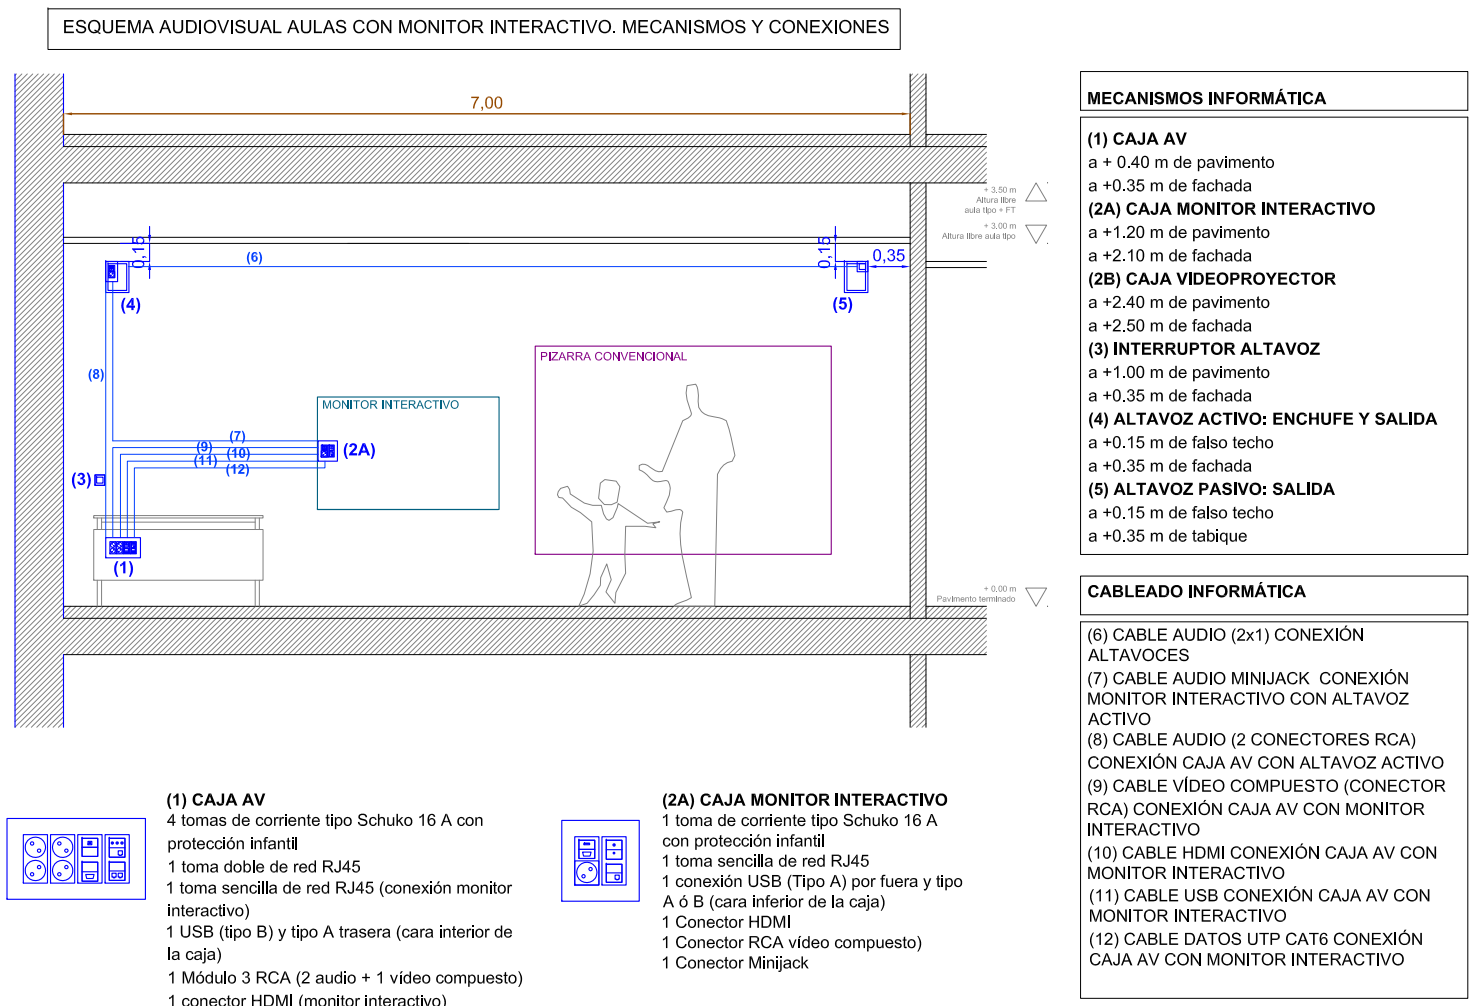 ESQUEMA AUDIOVISUAL AULAS CON MONITOR INTERACTIVO. MECANISMOS Y CONEXIONES
7,00
+ 3.50 m
Altura libre
aula tipo + FT
+ 3,00 m
Altura libre aula tipo
0,15
(6)
0,15
0,35
(4)
(5)
(8)
PIZARRA CONVENCIONAL
MONITOR INTERACTIVO
(7)
(9)
(10)
(11)
(12)
(2A)
(3)
(1)
+ 0,00 m
Pavimento terminado
MECANISMOS INFORMÁTICA
(1) CAJA AV
a + 0.40 m de pavimento
a +0.35 m de fachada
(2A) CAJA MONITOR INTERACTIVO
a +1.20 m de pavimento
a +2.10 m de fachada
(2B) CAJA VIDEOPROYECTOR
a +2.40 m de pavimento
a +2.50 m de fachada
(3) INTERRUPTOR ALTAVOZ
a +1.00 m de pavimento
a +0.35 m de fachada
(4) ALTAVOZ ACTIVO: ENCHUFE Y SALIDA
a +0.15 m de falso techo
a +0.35 m de fachada
(5) ALTAVOZ PASIVO: SALIDA
a +0.15 m de falso techo
a +0.35 m de tabique
CABLEADO INFORMÁTICA
(6) CABLE AUDIO (2x1) CONEXIÓN
ALTAVOCES
(7) CABLE AUDIO MINIJACK CONEXIÓN
MONITOR INTERACTIVO CON ALTAVOZ
ACTIVO
(8) CABLE AUDIO (2 CONECTORES RCA)
CONEXIÓN CAJA AV CON ALTAVOZ ACTIVO
(9) CABLE VÍDEO COMPUESTO (CONECTOR
RCA) CONEXIÓN CAJA AV CON MONITOR
INTERACTIVO
(10) CABLE HDMI CONEXIÓN CAJA AV CON
MONITOR INTERACTIVO
(11) CABLE USB CONEXIÓN CAJA AV CON
MONITOR INTERACTIVO
(12) CABLE DATOS UTP CAT6 CONEXIÓN
CAJA AV CON MONITOR INTERACTIVO
(1) CAJA AV
4 tomas de corriente tipo Schuko 16 A con
protección infantil
1 toma doble de red RJ45
1 toma sencilla de red RJ45 (conexión monitor
interactivo)
1 USB (tipo B) y tipo A trasera (cara interior de
la caja)
1 Módulo 3 RCA (2 audio + 1 vídeo compuesto)
1 conector HDMI (monitor interactivo)
(2A) CAJA MONITOR INTERACTIVO
1 toma de corriente tipo Schuko 16 A
con protección infantil
1 toma sencilla de red RJ45
1 conexión USB (Tipo A) por fuera y tipo
A ó B (cara inferior de la caja)
1 Conector HDMI
1 Conector RCA vídeo compuesto)
1 Conector Minijack